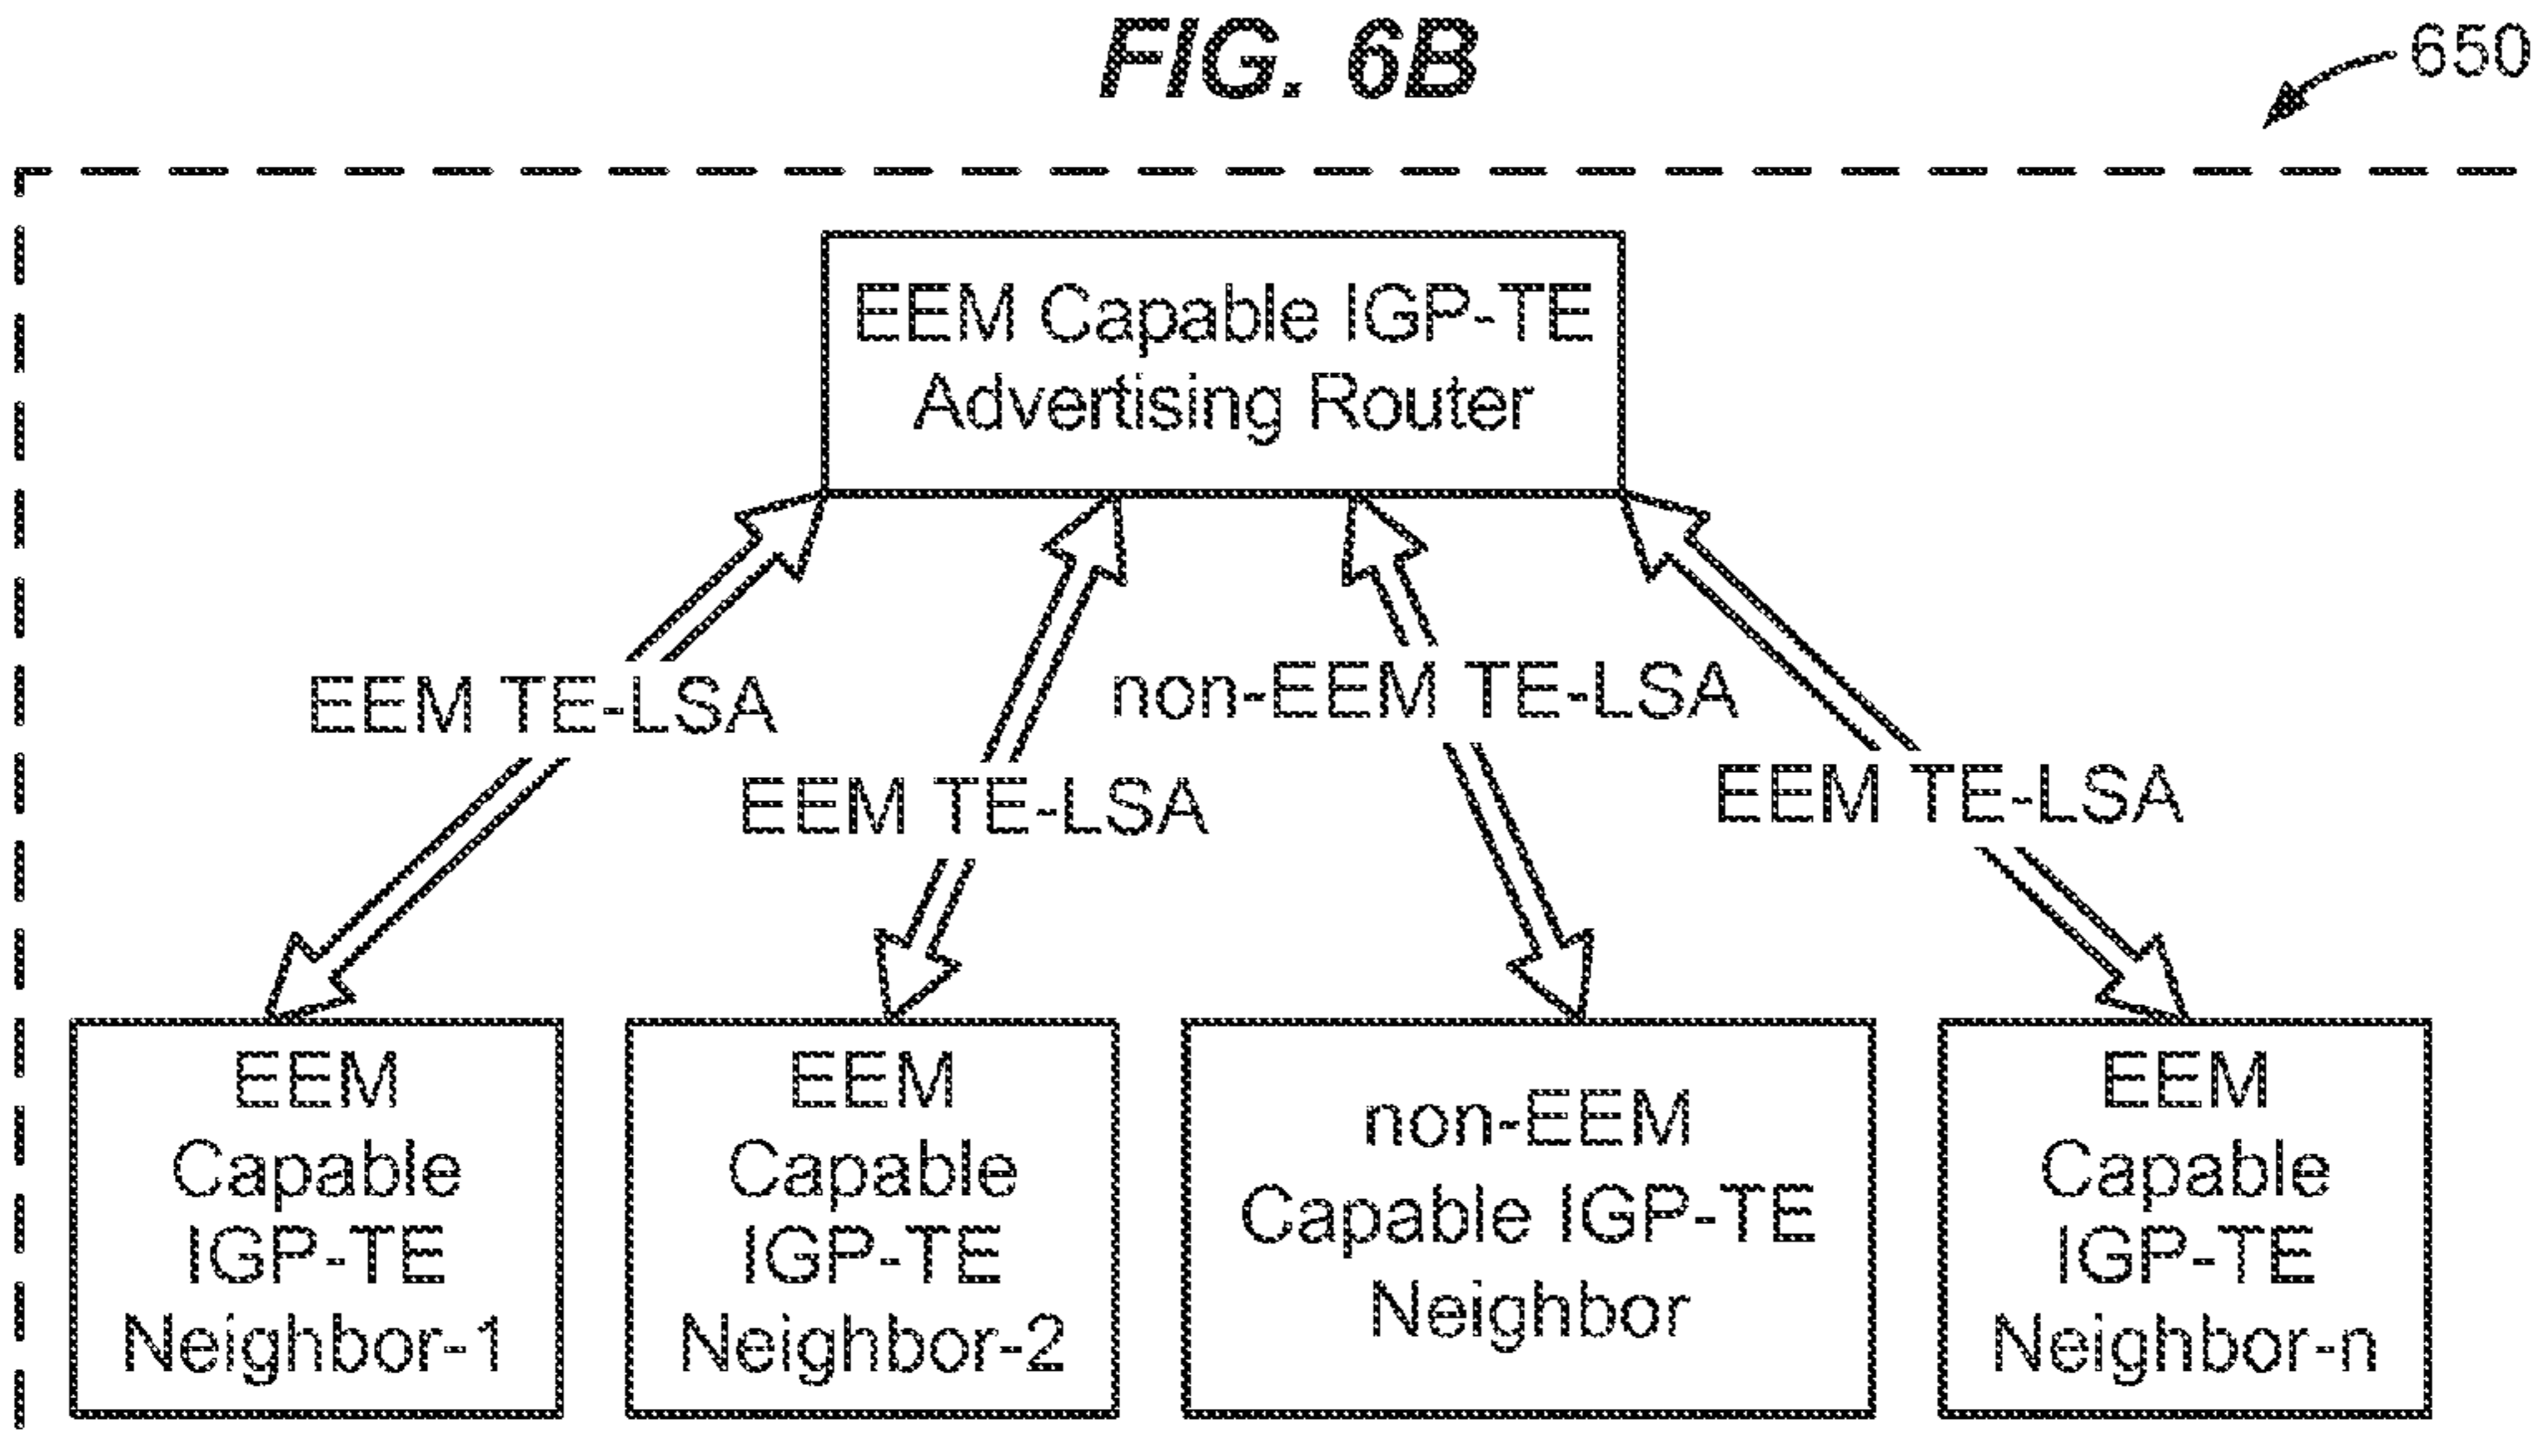 FIG. 6B
650
EEM Capable IGP-TE
Advertising Router
EEM TE-LSA
EEM TE-LSA
non-EEM TE-LSA
EEM TE-LSA
EEM
Capable
IGP-TE
Neighbor-1
EEM
Capable
IGP-TE
Neighbor-2
non-EEM
Capable IGP-TE
Neighbor
EEM
Capable
IGP-TE
Neighbor-n